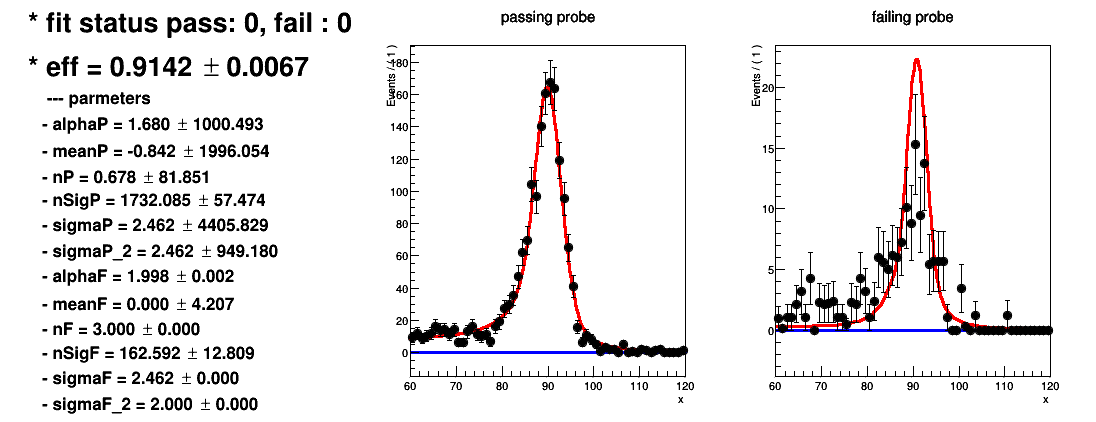 * fit status pass: 0, fail : 0
* eff = 0.9142 ± 0.0067
--- parmeters
- alphaP = 1.680 ± 1000.493
- meanP = -0.842 ± 1996.054
- nP = 0.678 ± 81.851
- nSigP = 1732.085 ± 57.474
- sigmaP = 2.462 ± 4405.829
- sigmaP_2 = 2.462 ± 949.180
- alphaF = 1.998 ± 0.002
- meanF = 0.000 ± 4.207
- nF = 3.000 ± 0.000
- nSigF = 162.592 ± 12.809
- sigmaF = 2.462 ± 0.000
- sigmaF_2 = 2.000 ± 0.000
passing probe
Events / ( 1 )
180
160
140
120
100
80
60
40
20
0
60 70 80 90 100 110 120
x
failing probe
Events / ( 1 )
20
15
10
5
0
60 70 80 90 100 110 120
x